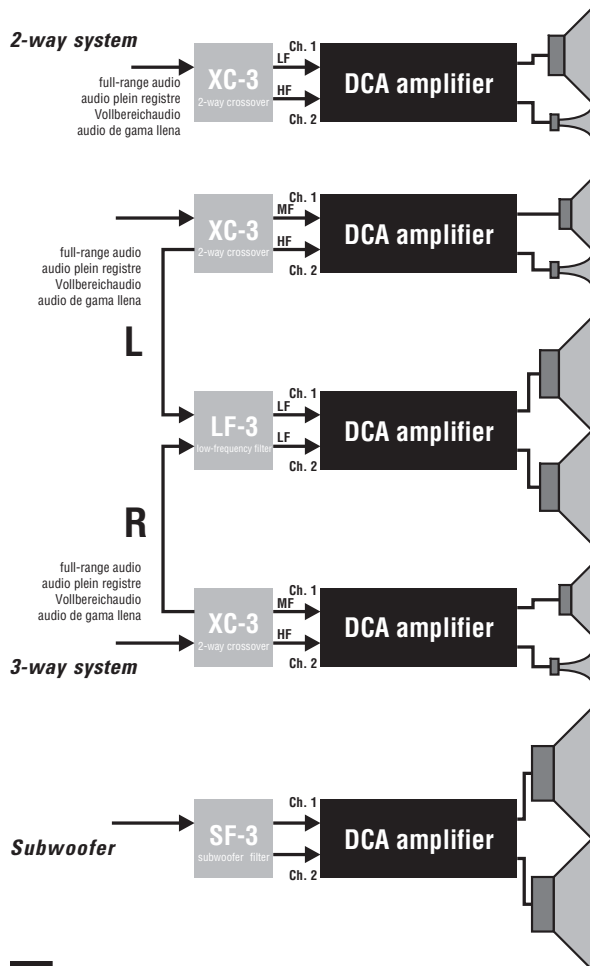 2-way system
full-range audio
audio plein registre
Vollbereichaudio
audio de gama llena
XC-3
2-way crossover
Ch. 1
LF
HF
Ch. 2
DCA amplifier
full-range audio
audio plein registre
Vollbereichaudio
audio de gama llena
XC-3
2-way crossover
Ch. 1
MF
HF
Ch. 2
DCA amplifier
L
LF-3
low-frequency filter
Ch. 1
LF
LF
Ch. 2
DCA amplifier
R
full-range audio
audio plein registre
Vollbereichaudio
audio de gama llena
XC-3
2-way crossover
Ch. 1
MF
HF
Ch. 2
DCA amplifier
3-way system
Subwoofer
SF-3
subwoofer filter
Ch. 1
Ch. 2
DCA amplifier